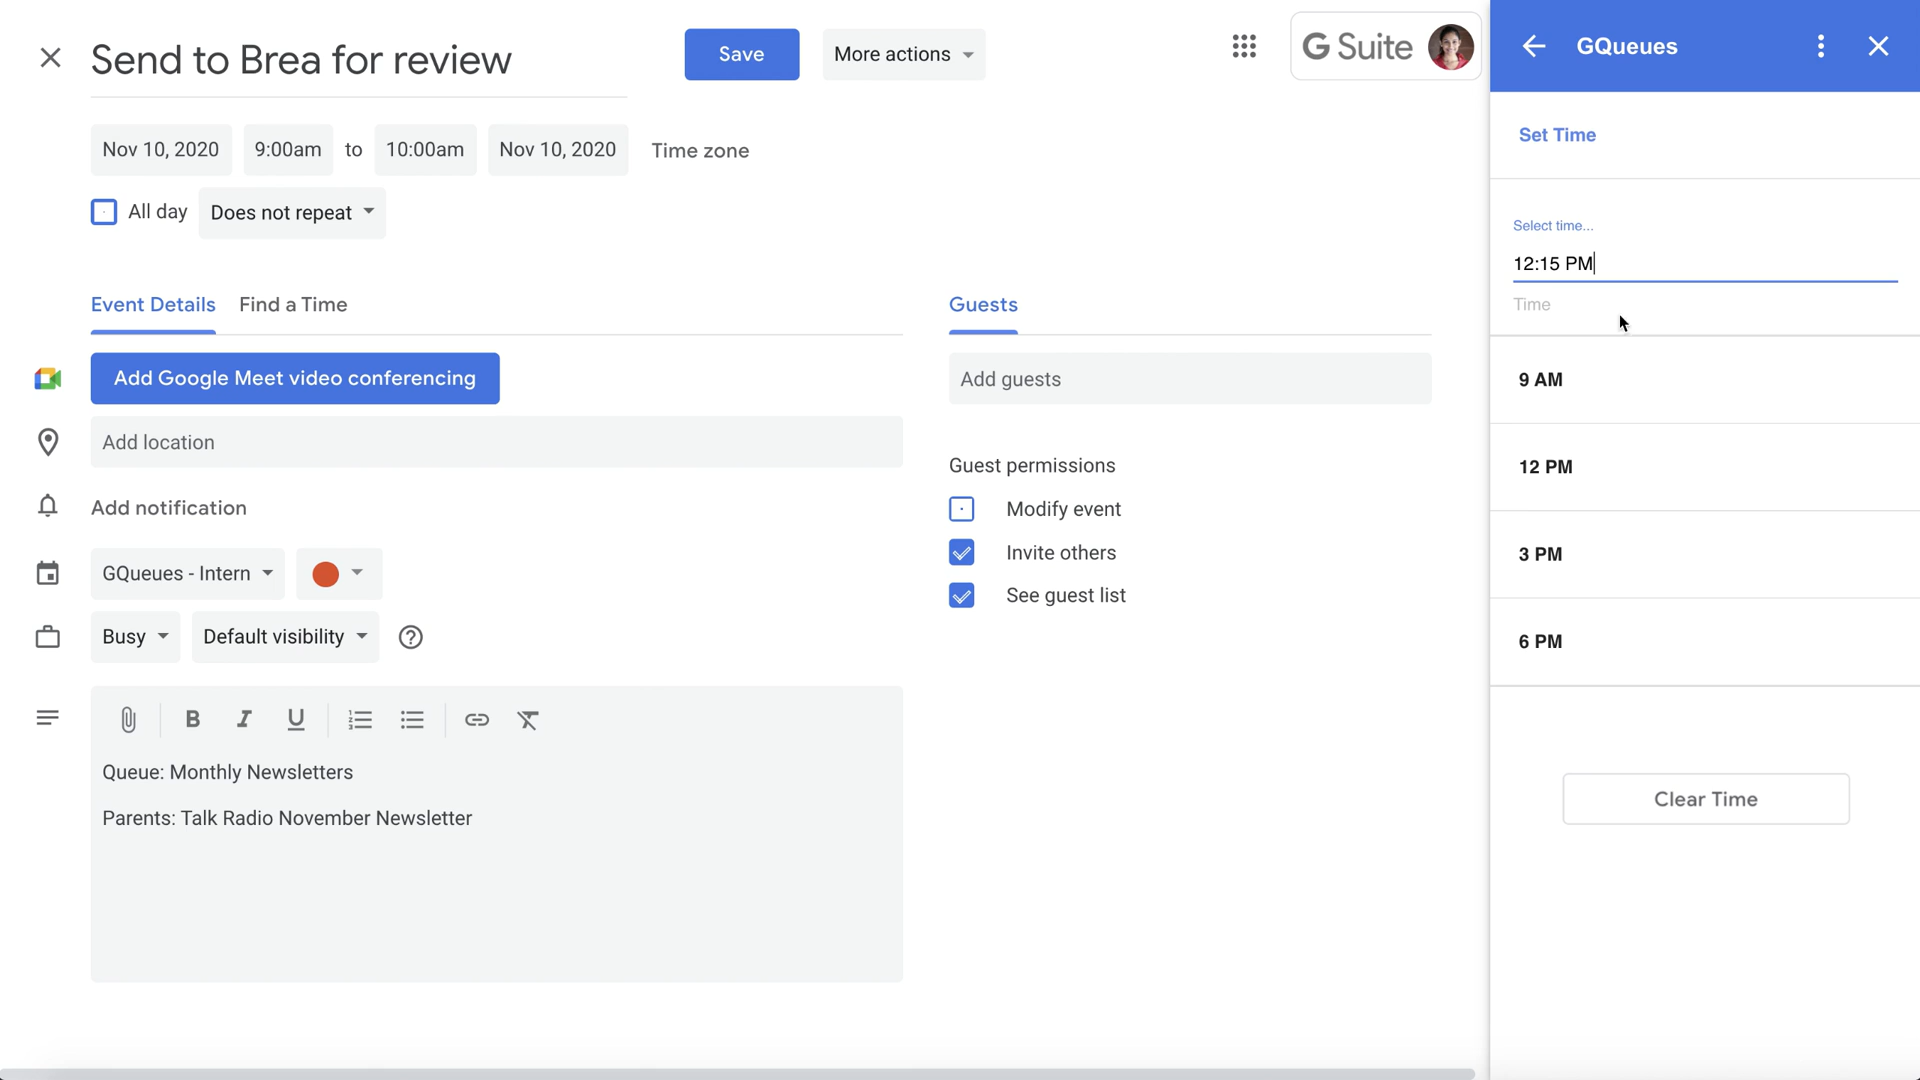 Send to Brea for review
Save
More actions
G Suite
Nov 10, 2020 9:00am to 10:00am Nov 10, 2020 Time zone
All day Does not repeat
Event Details Find a Time
Guests
Add Google Meet video conferencing
Add guests
Add location
Guest permissions
Add notification
Modify event
Invite others
GQueues - Intern
See guest list
Busy Default visibility
B I U
Queue: Monthly Newsletters
Parents: Talk Radio November Newsletter
GQueues
Set Time
Select time...
12:15 PM
Time
9 AM
12 PM
3 PM
6 PM
Clear Time